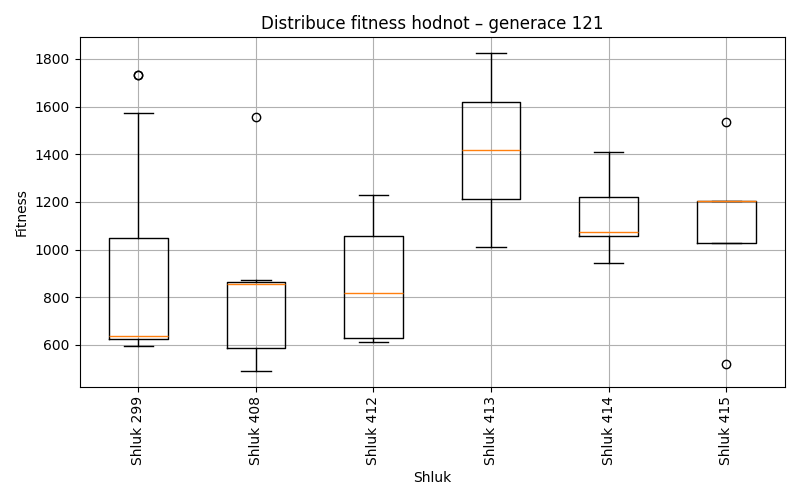 Distribuce fitness hodnot – generace 121
1800
1600
1400
1200
1000
800
600
Fitness
Shluk 299
Shluk 408
Shluk 412
Shluk 413
Shluk 414
Shluk 415
Shluk